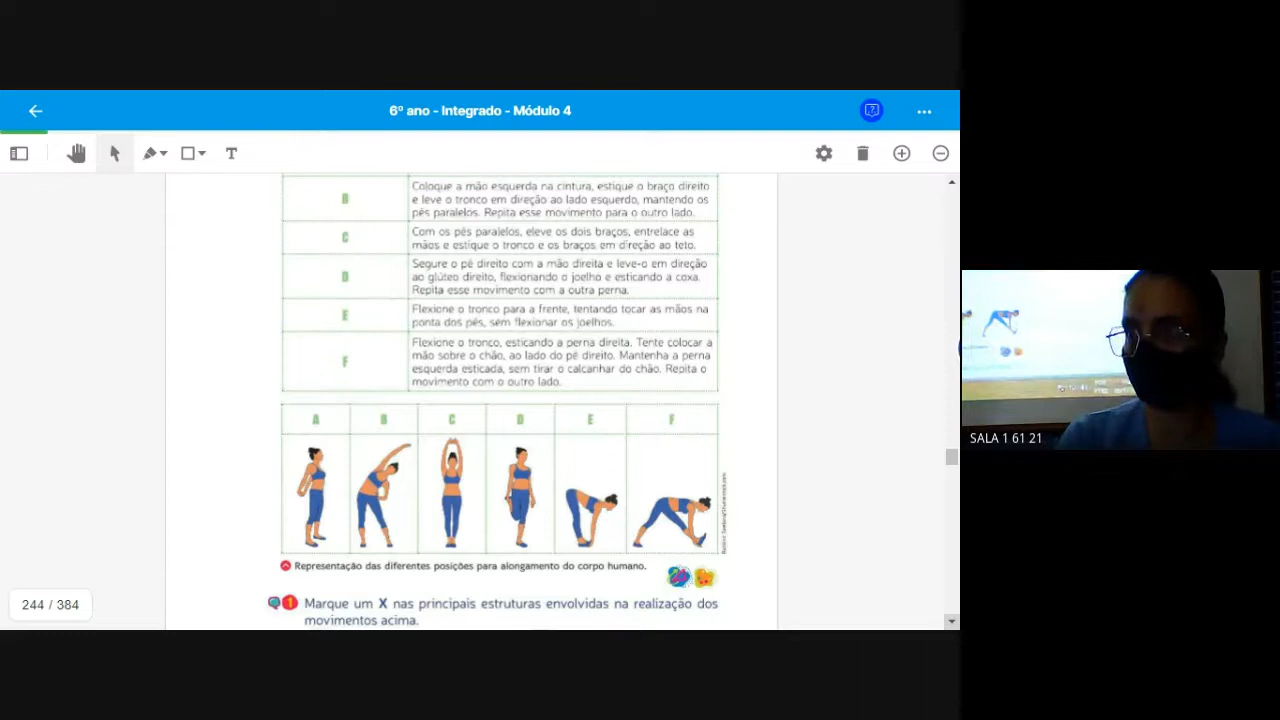 6º ano - Integrado - Módulo 4
T
B
Coloque a mão esquerda na cintura, estique o braço direito
e leve o tronco em direção ao lado esquerdo, mantendo os
pés paralelos. Repita esse movimento para o outro lado.
C
Com os pés paralelos, eleve os dois braços, entrelace as
mãos e estique o tronco e os braços em direção ao teto.
D
Segure o pé direito com a mão direita e leve-o em direção
ao glúteo direito, flexionando o joelho e esticando a coxa.
Repita esse movimento com a outra perna.
E
Flexione o tronco para a frente, tentando tocar as mãos na
ponta dos pés, sem flexionar os joelhos.
F
Flexione o tronco, esticando a perna direita. Tente colocar a
mão sobre o chão, ao lado do pé direito. Mantenha a perna
esquerda esticada, sem tirar o calcanhar do chão. Repita o
movimento com o outro lado.
A B C D E F
Representação das diferentes posições para alongamento do corpo humano.
1 Marque um X nas principais estruturas envolvidas na realização dos
movimentos acima.
244 / 384
SALA 1 61 21